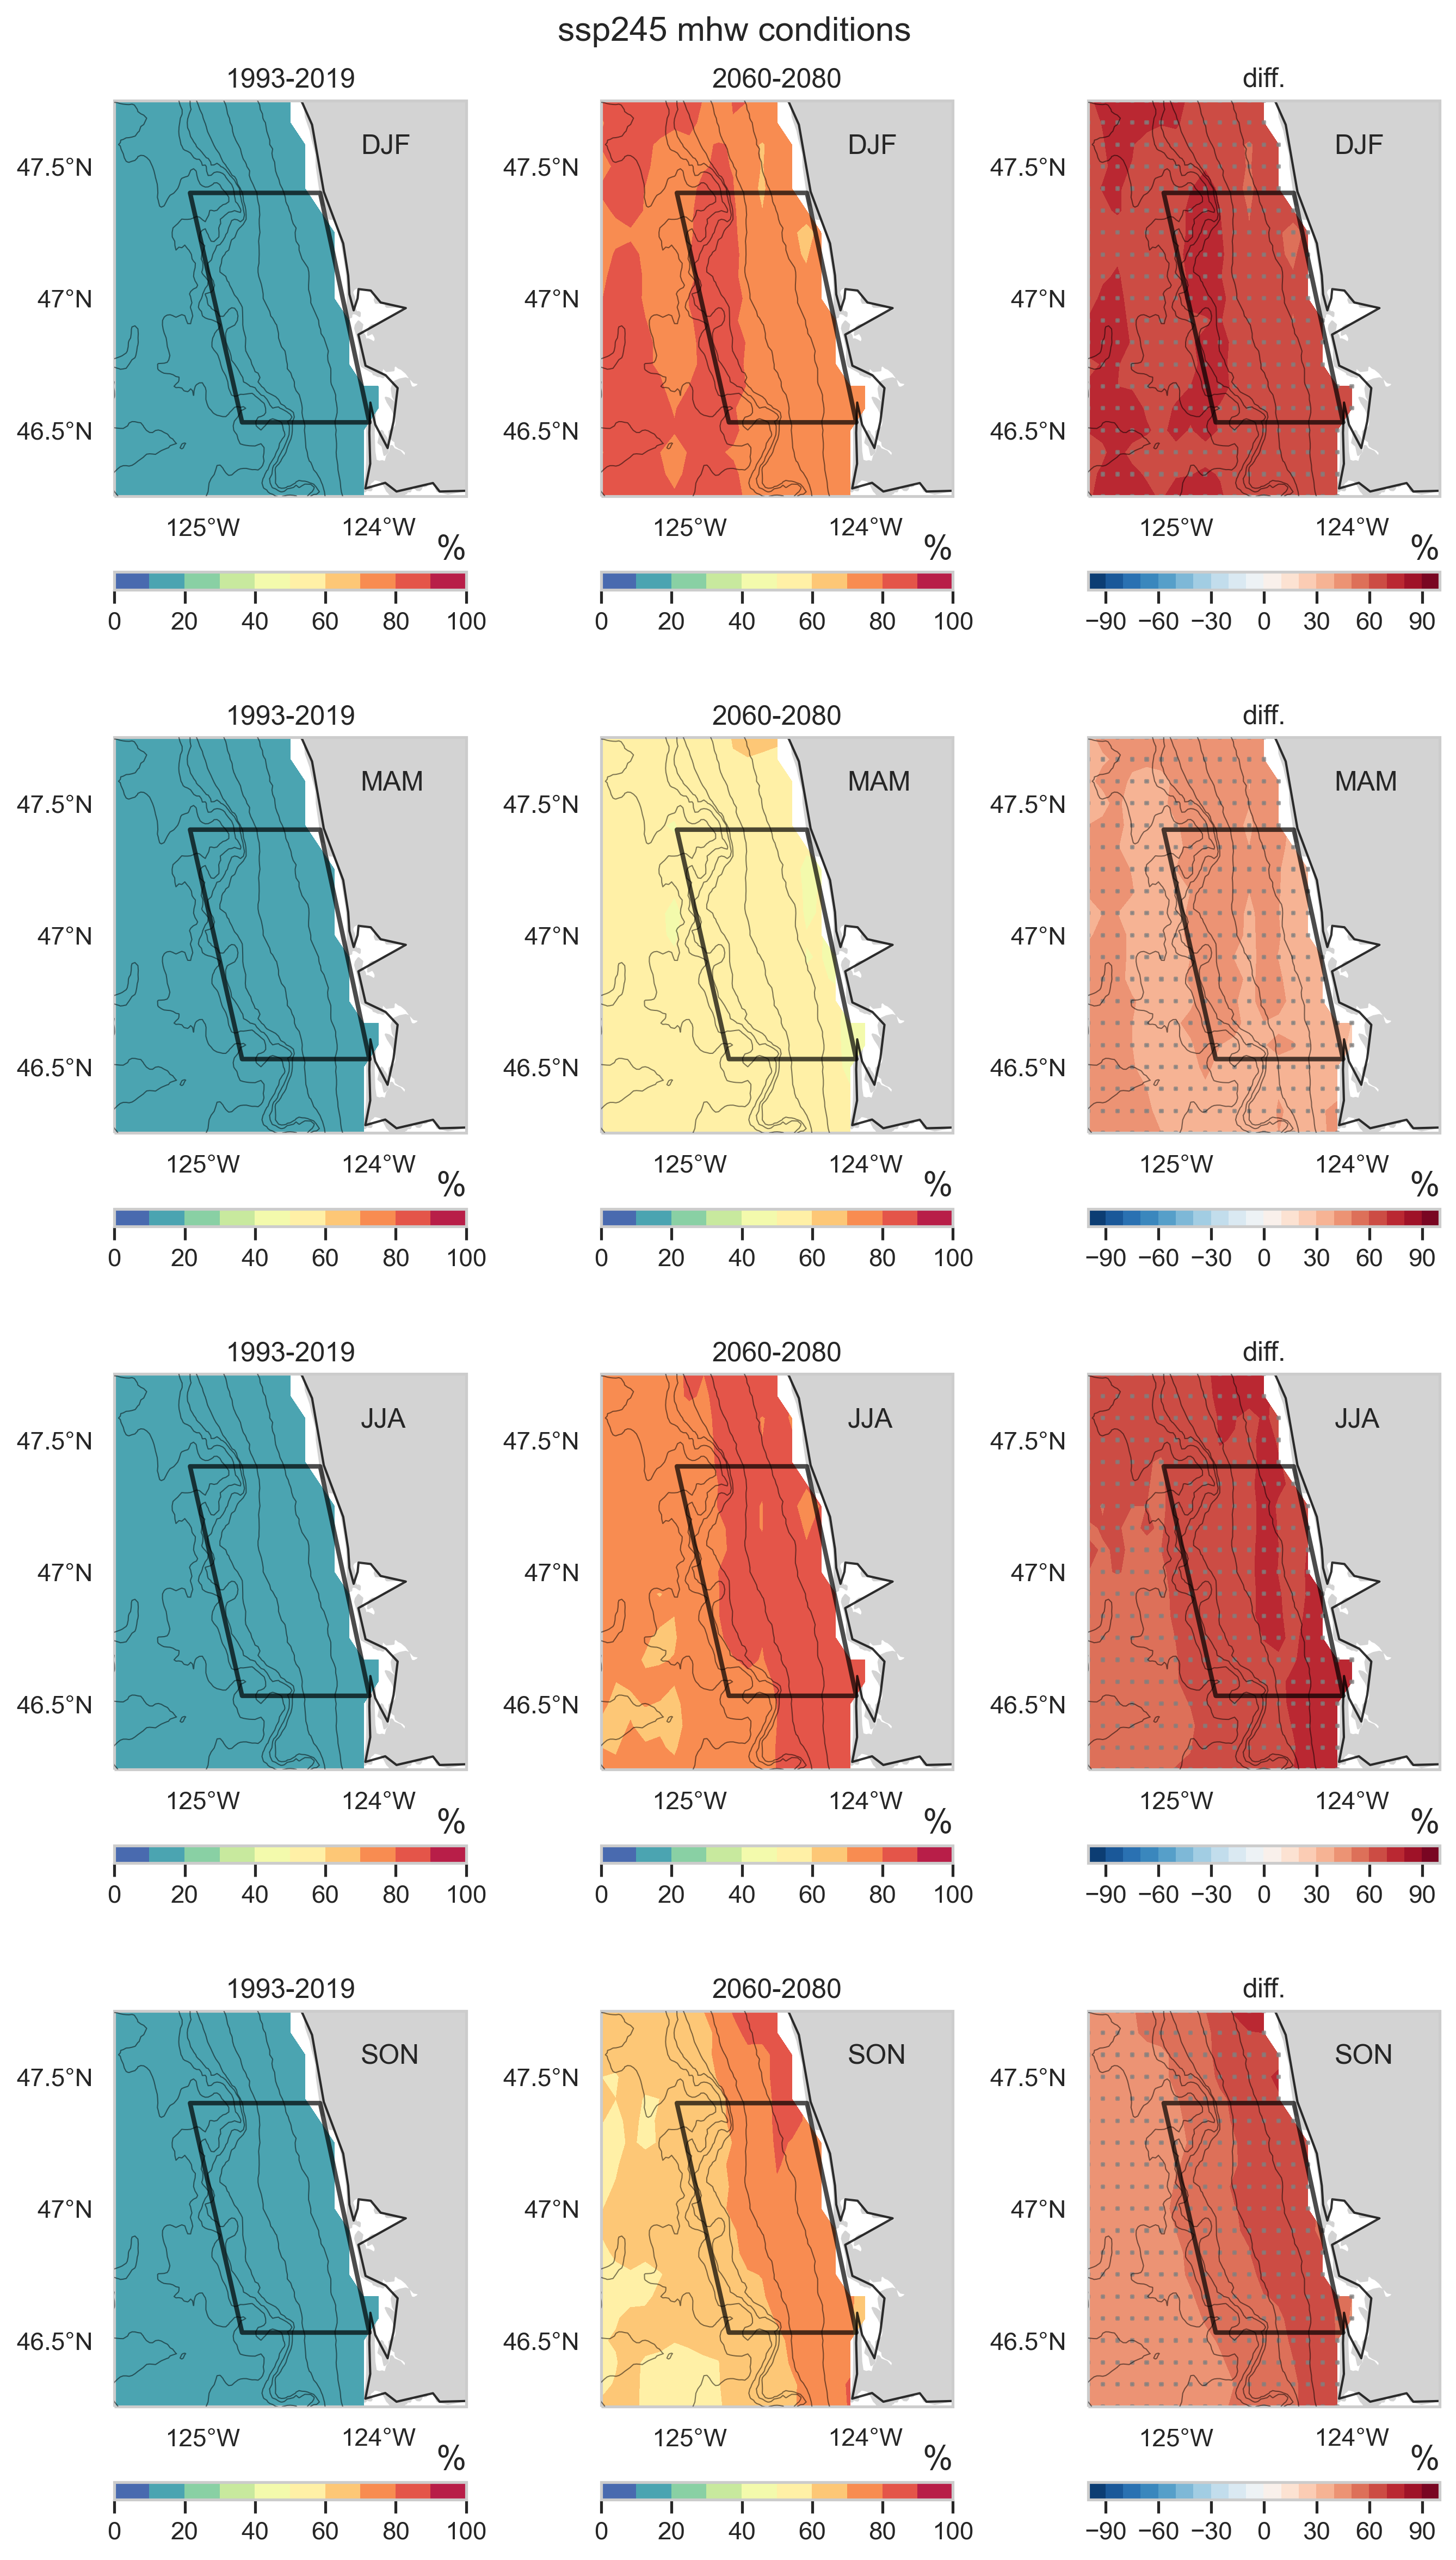 ssp245 mhw conditions
1993-2019 2060-2080 diff.
DJF DJF DJF
47.5°N 47.5°N 47.5°N
47°N 47°N 47°N
46.5°N 46.5°N 46.5°N
125°W 124°W 125°W 124°W 125°W 124°W
% % %
0 20 40 60 80 100 0 20 40 60 80 100 −90 −60 −30 0 30 60 90
1993-2019 2060-2080 diff.
MAM MAM MAM
47.5°N 47.5°N 47.5°N
47°N 47°N 47°N
46.5°N 46.5°N 46.5°N
125°W 124°W 125°W 124°W 125°W 124°W
% % %
0 20 40 60 80 100 0 20 40 60 80 100 −90 −60 −30 0 30 60 90
1993-2019 2060-2080 diff.
JJA JJA JJA
47.5°N 47.5°N 47.5°N
47°N 47°N 47°N
46.5°N 46.5°N 46.5°N
125°W 124°W 125°W 124°W 125°W 124°W
% % %
0 20 40 60 80 100 0 20 40 60 80 100 −90 −60 −30 0 30 60 90
1993-2019 2060-2080 diff.
SON SON SON
47.5°N 47.5°N 47.5°N
47°N 47°N 47°N
46.5°N 46.5°N 46.5°N
125°W 124°W 125°W 124°W 125°W 124°W
% % %
0 20 40 60 80 100 0 20 40 60 80 100 −90 −60 −30 0 30 60 90